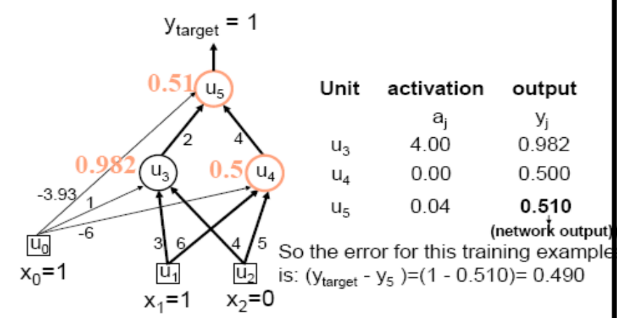 y_target = 1
0.51 u₅
Unit activation output
a_j y_j
2 4
u₃ 4.00 0.982
0.982 u₃ 0.5 u₄
u₄ 0.00 0.500
-3.93 1
u₅ 0.04 0.510
-6
(network output)
u₀ 3 6 4 5
So the error for this training example
x₀=1 u₁ u₂
is: (y_target - y₅ )=(1 - 0.510)= 0.490
x₁=1 x₂=0